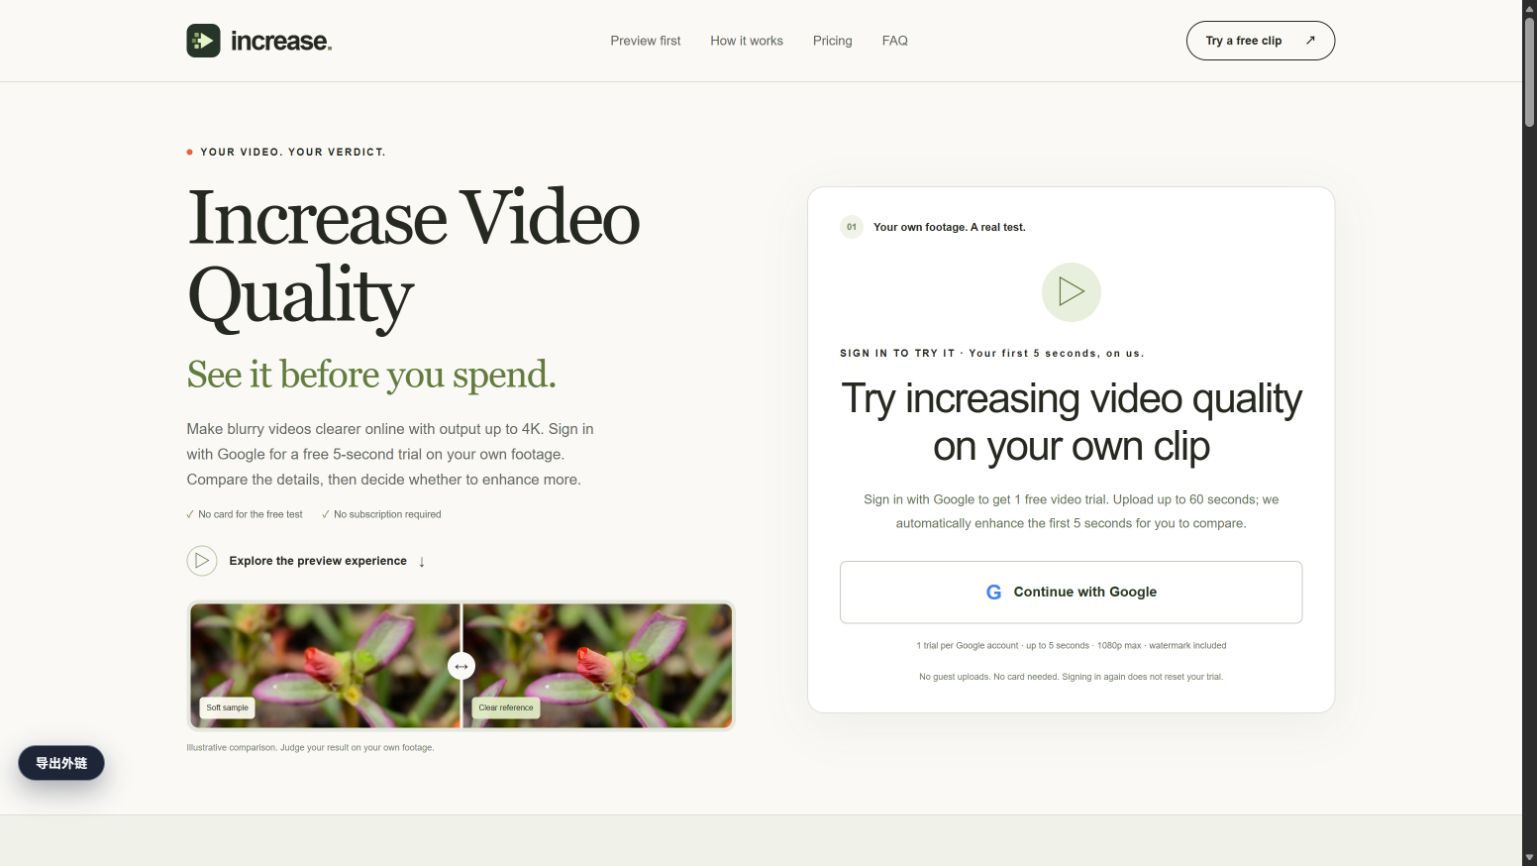 increase.
Preview first
How it works
Pricing
FAQ
Try a free clip ↗
YOUR VIDEO. YOUR VERDICT.
Increase Video
Quality
See it before you spend.
Make blurry videos clearer online with output up to 4K. Sign in
with Google for a free 5-second trial on your own footage.
Compare the details, then decide whether to enhance more.
✓ No card for the free test
✓ No subscription required
Explore the preview experience ↓
Soft sample
Clear reference
Illustrative comparison. Judge your result on your own footage.
01
Your own footage. A real test.
SIGN IN TO TRY IT · Your first 5 seconds, on us.
Try increasing video quality
on your own clip
Sign in with Google to get 1 free video trial. Upload up to 60 seconds; we
automatically enhance the first 5 seconds for you to compare.
G Continue with Google
1 trial per Google account · up to 5 seconds · 1080p max · watermark included
No guest uploads. No card needed. Signing in again does not reset your trial.
导出外链